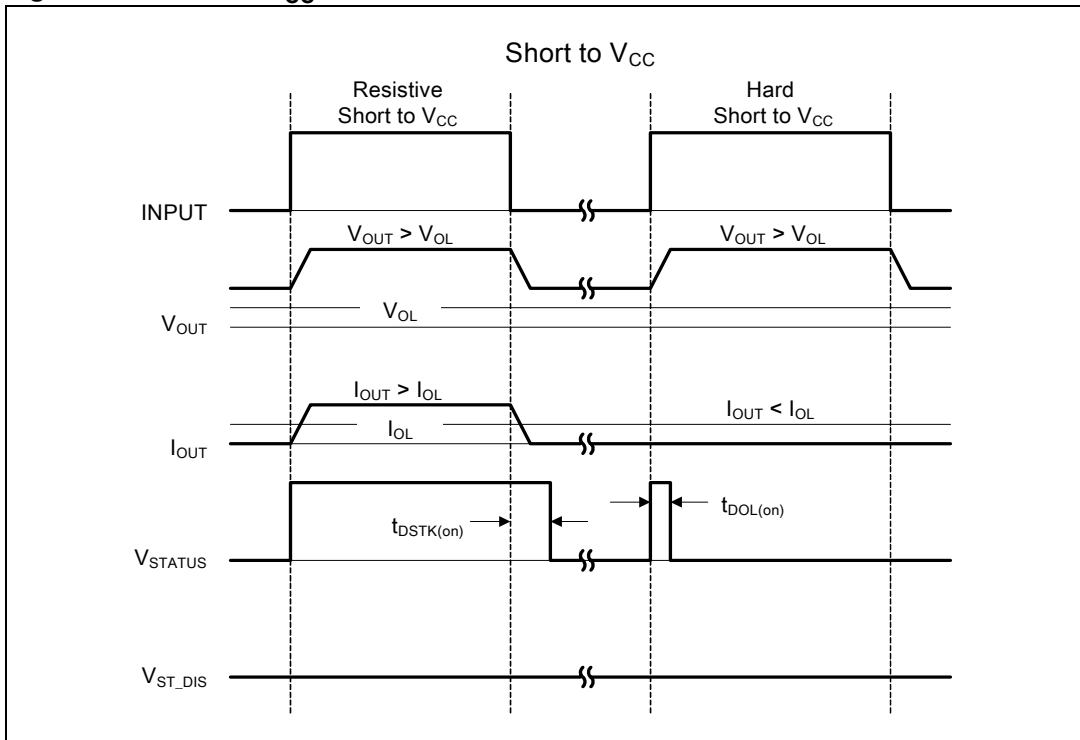 Short to VCC
Resistive
Short to VCC
Hard
Short to VCC
INPUT
VOUT > VOL
VOUT > VOL
VOL
VOUT
IOUT > IOL
IOUT < IOL
IOL
IOUT
tDSTK(on)
tDOL(on)
VSTATUS
VST_DIS